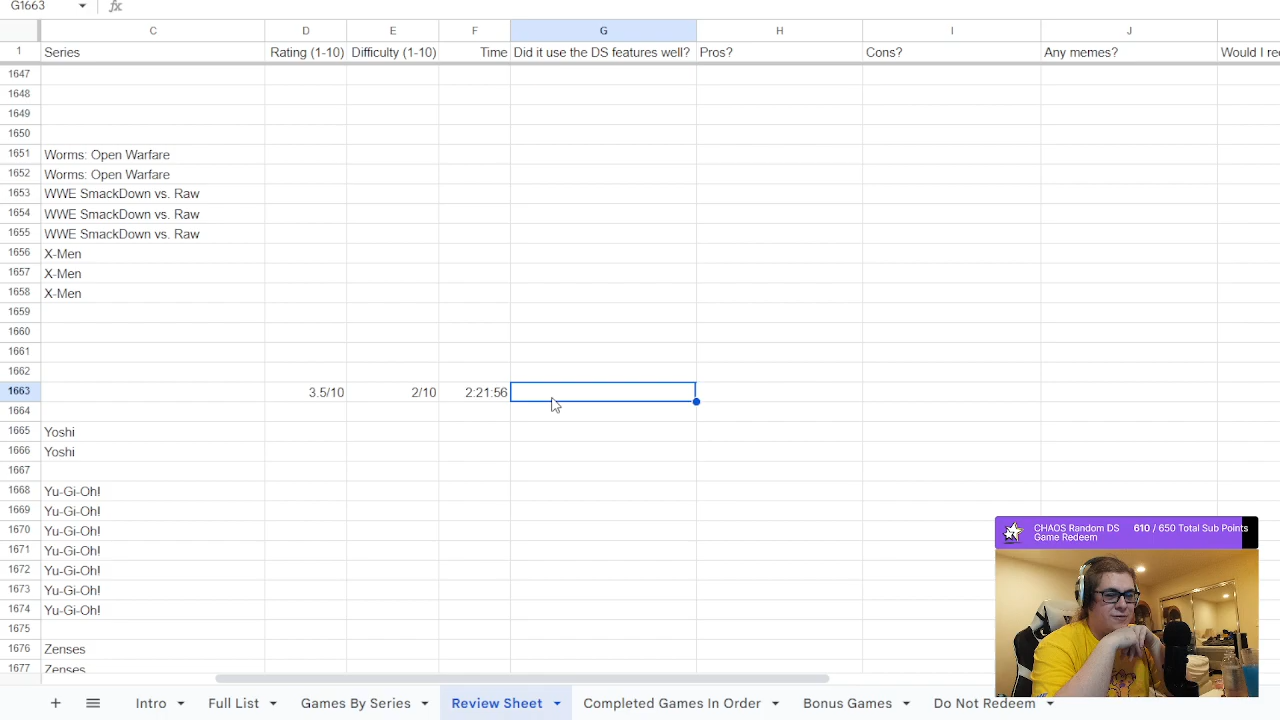 G1663 fx
C D E F G H I J
1 Series Rating (1-10) Difficulty (1-10) Time Did it use the DS features well? Pros? Cons? Any memes? Would I re
1647
1648
1649
1650
1651 Worms: Open Warfare
1652 Worms: Open Warfare
1653 WWE SmackDown vs. Raw
1654 WWE SmackDown vs. Raw
1655 WWE SmackDown vs. Raw
1656 X-Men
1657 X-Men
1658 X-Men
1659
1660
1661
1662
1663 3.5/10 2/10 2:21:56
1664
1665 Yoshi
1666 Yoshi
1667
1668 Yu-Gi-Oh!
1669 Yu-Gi-Oh!
1670 Yu-Gi-Oh!
1671 Yu-Gi-Oh!
1672 Yu-Gi-Oh!
1673 Yu-Gi-Oh!
1674 Yu-Gi-Oh!
1675
1676 Zenses
1677 Zenses
CHAOS Random DS 610 / 650 Total Sub Points
Game Redeem
Intro Full List Games By Series Review Sheet Completed Games In Order Bonus Games Do Not Redeem